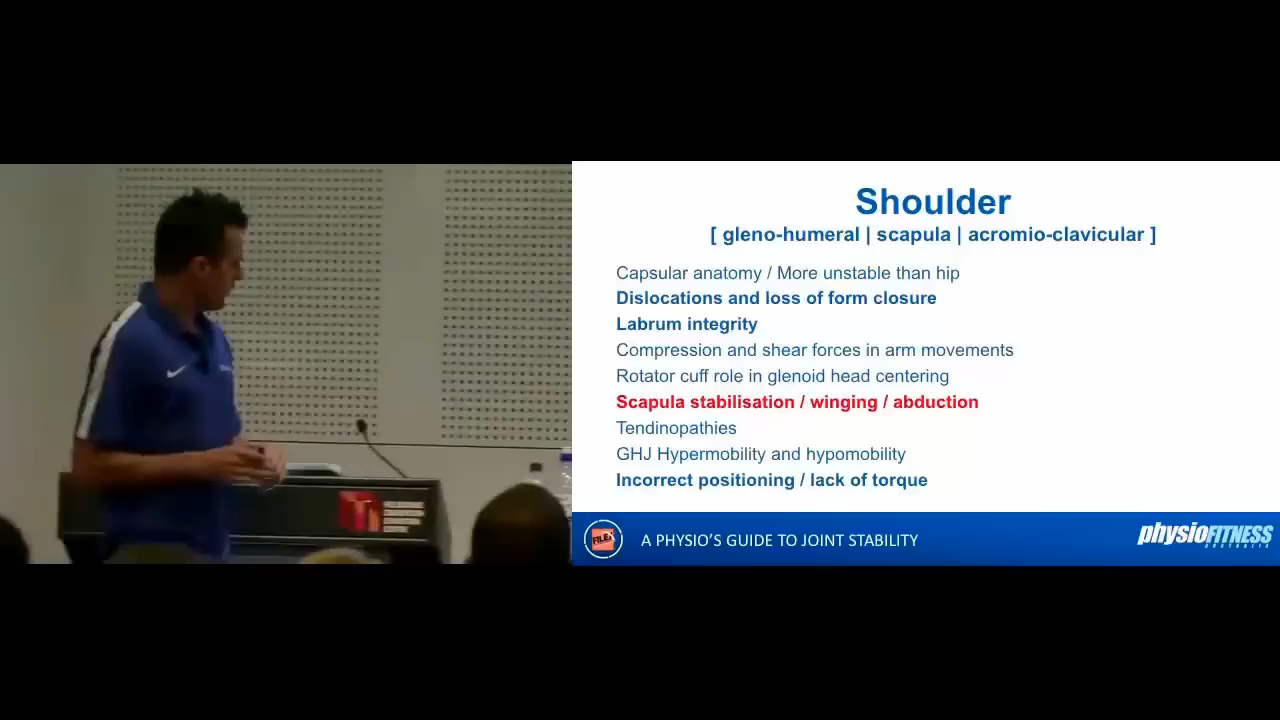 Shoulder
[ gleno-humeral | scapula | acromio-clavicular ]
Capsular anatomy / More unstable than hip
Dislocations and loss of form closure
Labrum integrity
Compression and shear forces in arm movements
Rotator cuff role in glenoid head centering
Scapula stabilisation / winging / abduction
Tendinopathies
GHJ Hypermobility and hypomobility
Incorrect positioning / lack of torque
FILEX
A PHYSIO'S GUIDE TO JOINT STABILITY
physioFITNESS
AUSTRALIA